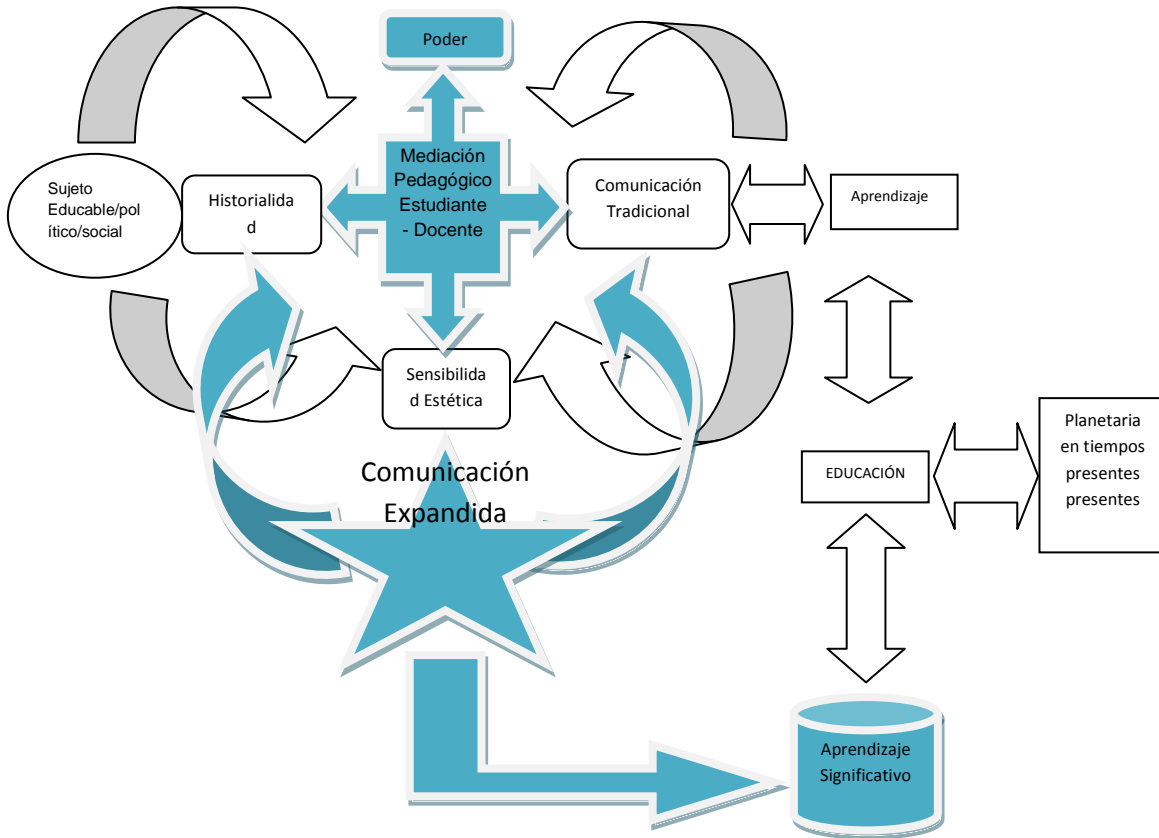 Poder
Mediación
Pedagógico
Estudiante
- Docente
Sujeto
Educable/pol
ítico/social
Historialida
d
Comunicación
Tradicional
Aprendizaje
Sensibilida
d Estética
Comunicación
Expandida
EDUCACIÓN
Planetaria
en tiempos
presentes
presentes
Aprendizaje
Significativo